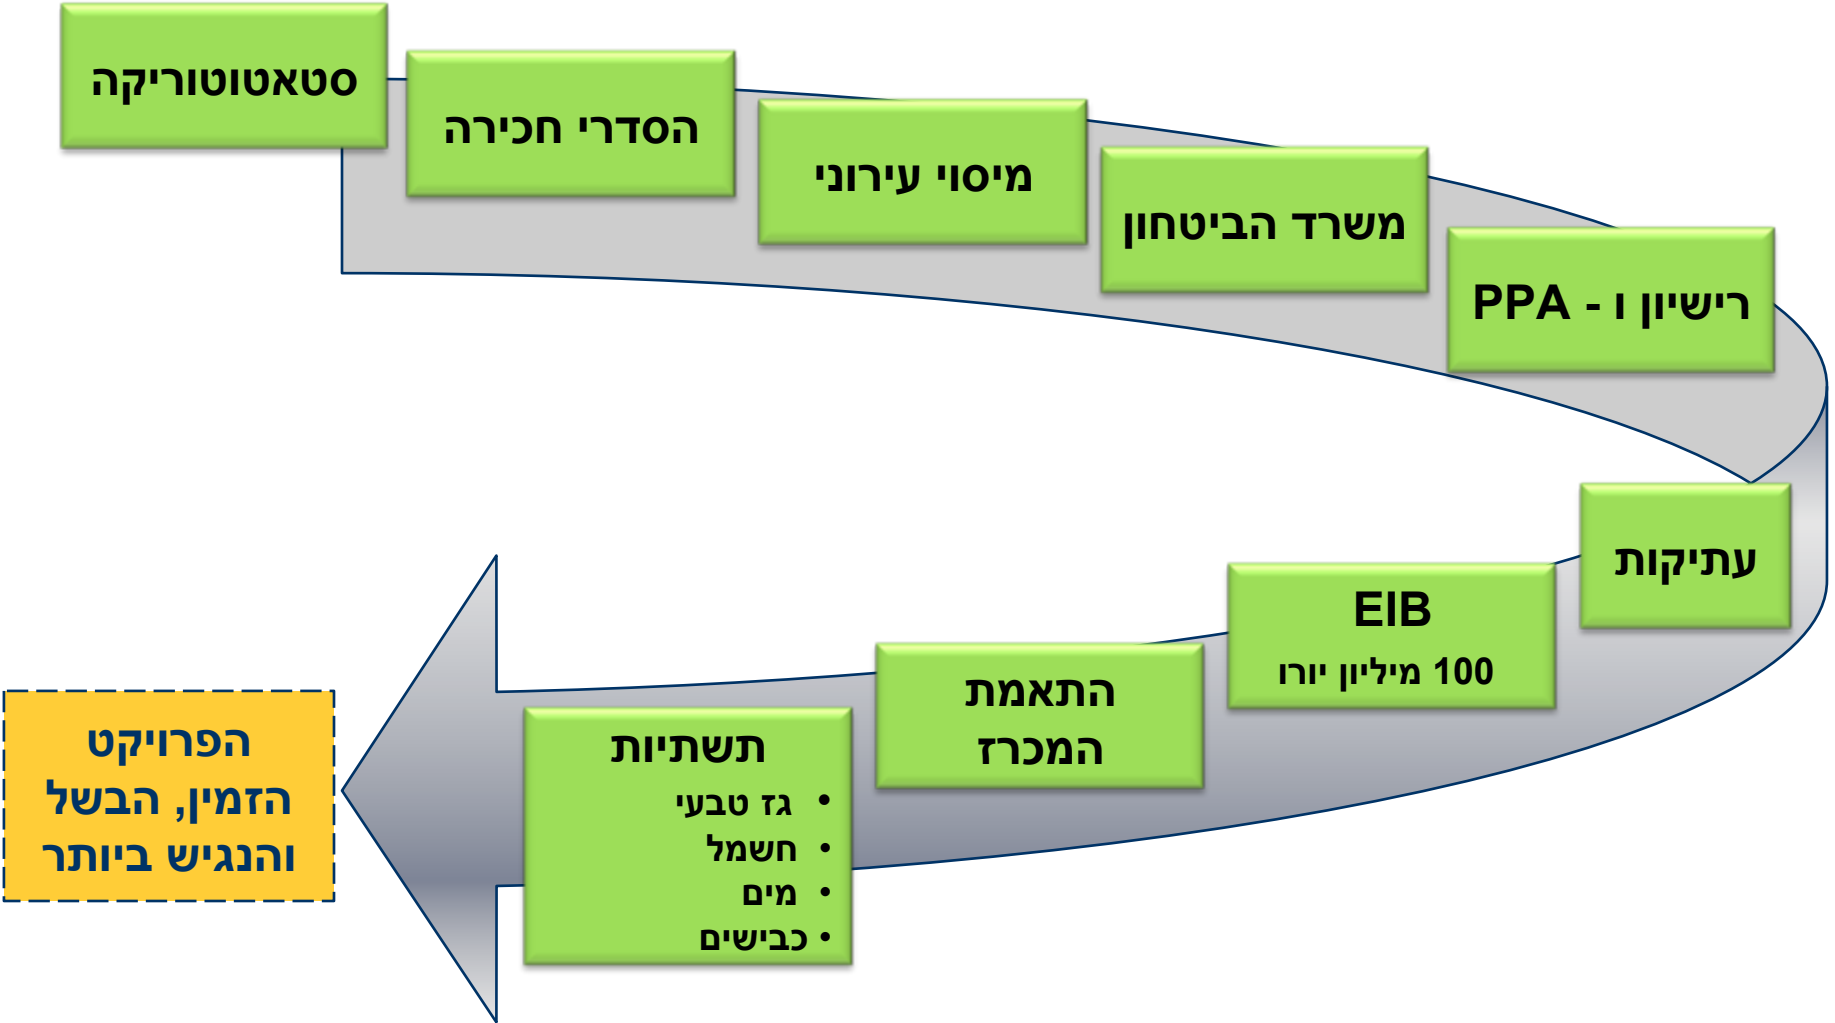 סטאטוטוריקה
הסדרי חכירה
מיסוי עירוני
משרד הביטחון
רישיון ו - PPA
עתיקות
EIB
100 מיליון יורו
התאמת
המכרז
תשתיות
• גז טבעי
• חשמל
• מים
• כבישים
הפרויקט
הזמין, הבשל
והנגיש ביותר